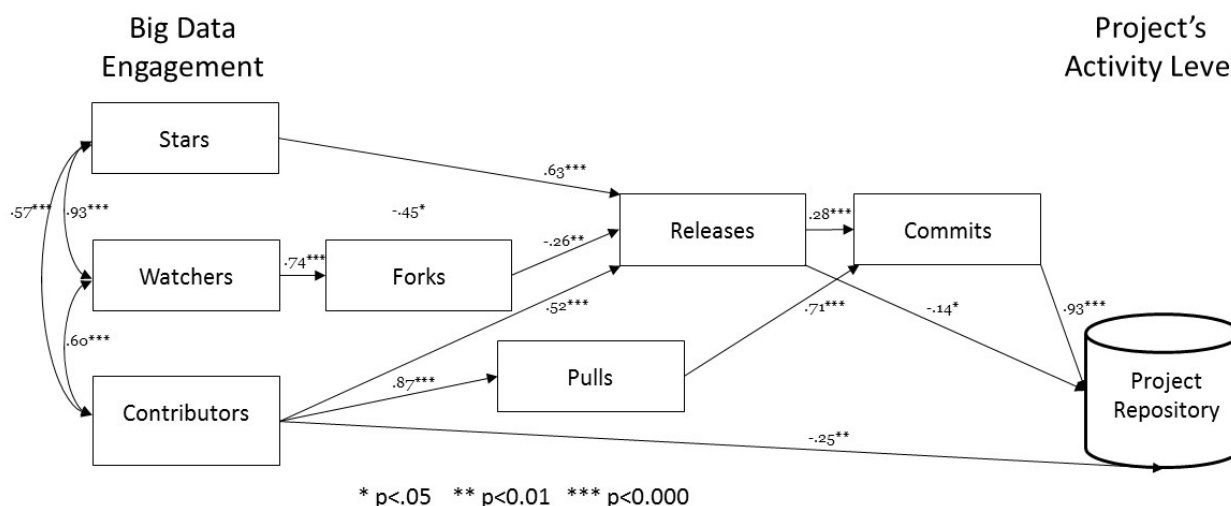 Big Data
Engagement
Project's
Activity Leve
Stars
.63***
.57***
.93***
-.45*
Releases
.28***
Commits
-.26**
Watchers
.74***
Forks
.52***
.71***
-.14*
.93***
.60***
Pulls
.87***
Contributors
Project
Repository
-.25**
* p<.05 ** p<0.01 *** p<0.000